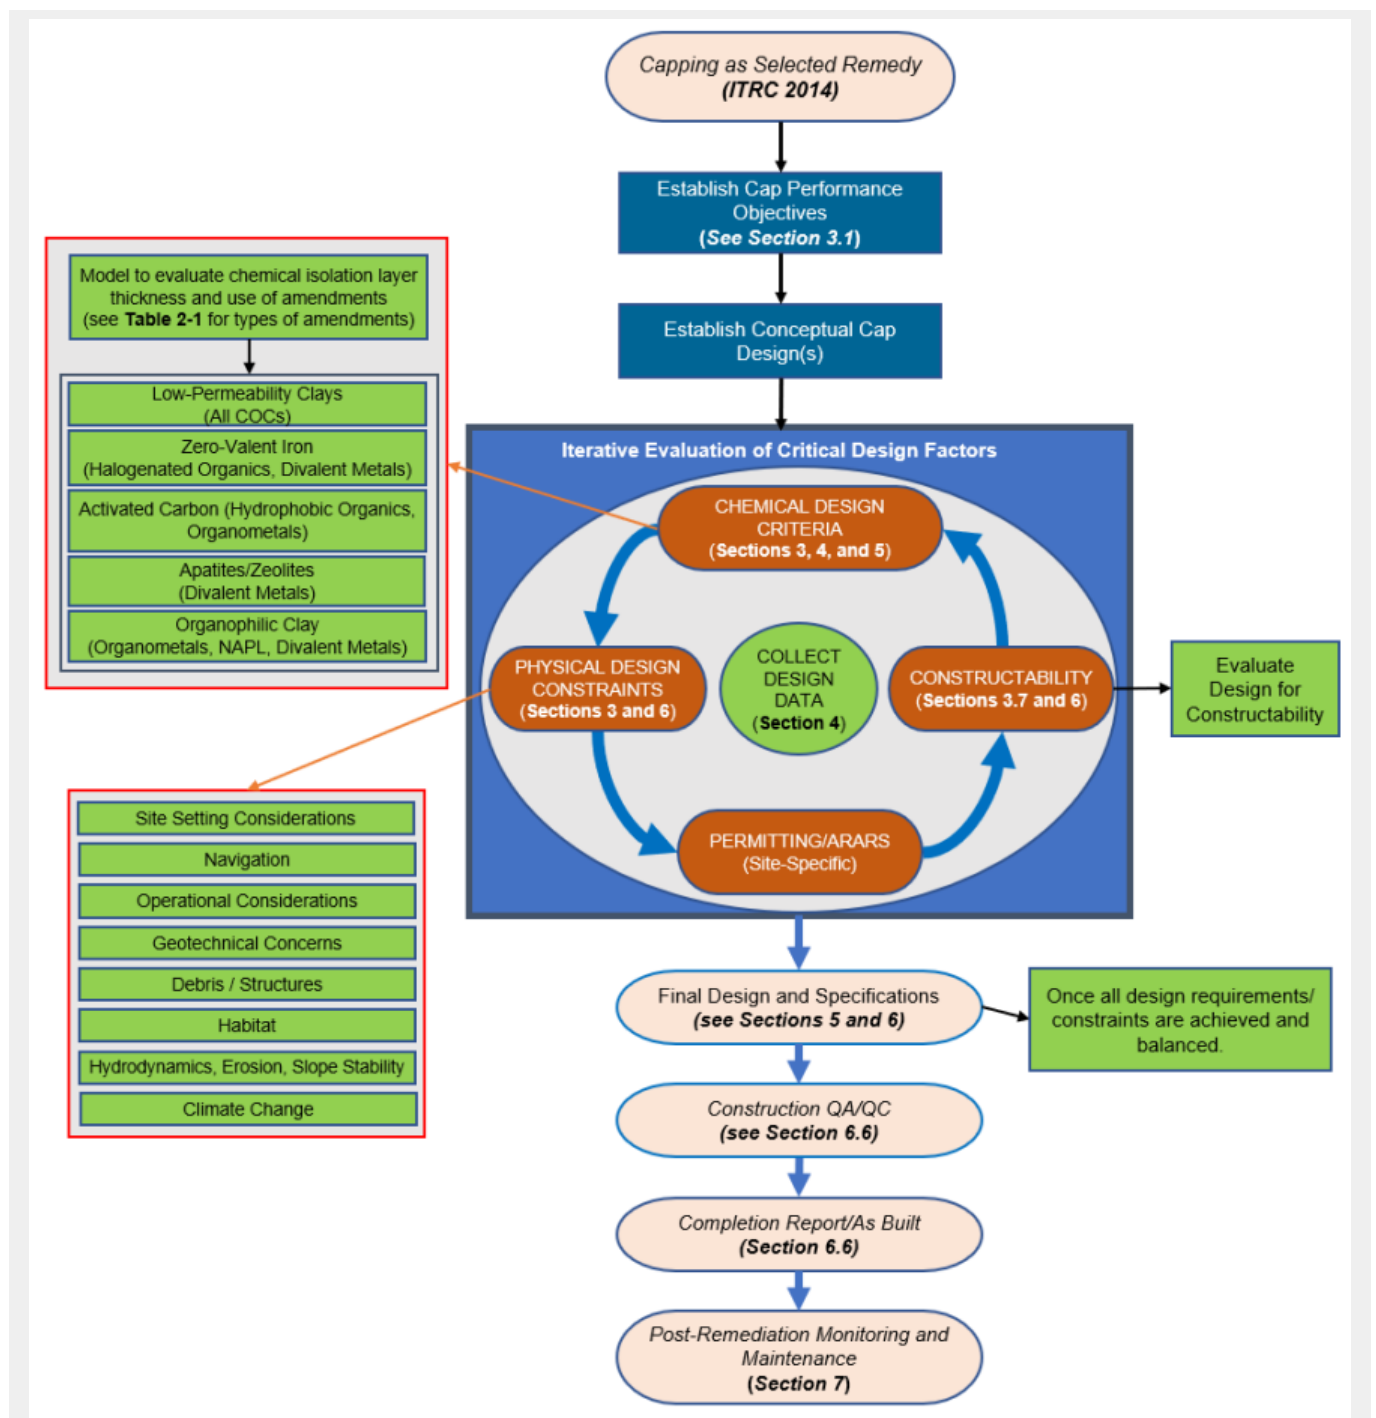 Capping as Selected Remedy
(ITRC 2014)
Establish Cap Performance
Objectives
(See Section 3.1)
Establish Conceptual Cap
Design(s)
Model to evaluate chemical isolation layer
thickness and use of amendments
(see Table 2-1 for types of amendments)
Low-Permeability Clays
(All COCs)
Zero-Valent Iron
(Halogenated Organics, Divalent Metals)
Activated Carbon (Hydrophobic Organics,
Organometals)
Apatites/Zeolites
(Divalent Metals)
Organophilic Clay
(Organometals, NAPL, Divalent Metals)
Iterative Evaluation of Critical Design Factors
CHEMICAL DESIGN
CRITERIA
(Sections 3, 4, and 5)
PHYSICAL DESIGN
CONSTRAINTS
(Sections 3 and 6)
COLLECT
DESIGN
DATA
(Section 4)
CONSTRUCTABILITY
(Sections 3.7 and 6)
Evaluate
Design for
Constructability
PERMITTING/ARARS
(Site-Specific)
Site Setting Considerations
Navigation
Operational Considerations
Geotechnical Concerns
Debris / Structures
Habitat
Hydrodynamics, Erosion, Slope Stability
Climate Change
Final Design and Specifications
(see Sections 5 and 6)
Once all design requirements/
constraints are achieved and
balanced.
Construction QA/QC
(see Section 6.6)
Completion Report/As Built
(Section 6.6)
Post-Remediation Monitoring and
Maintenance
(Section 7)